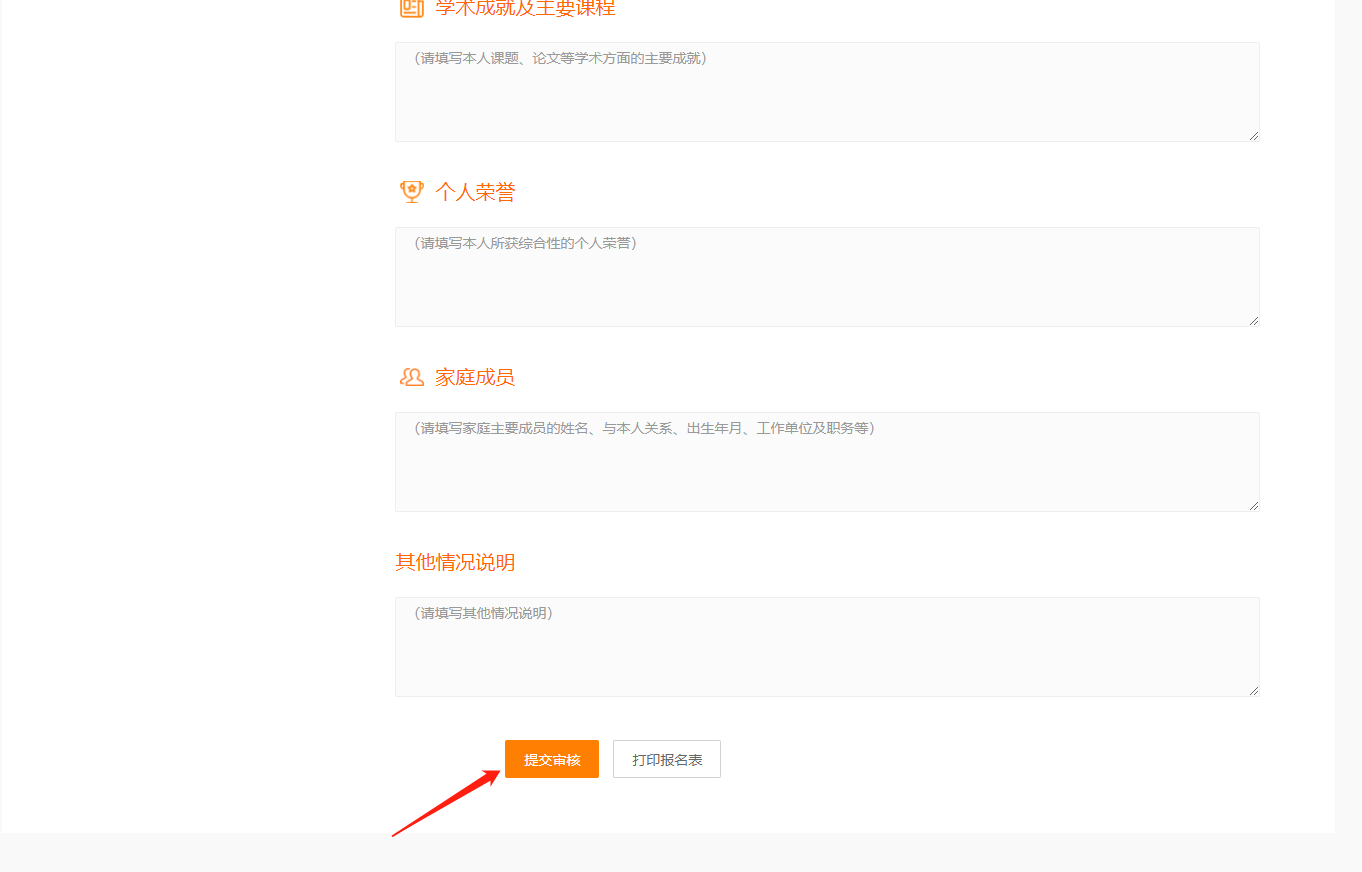 学术成就及主要课程
（请填写本人课题、论文等学术方面的主要成就）
个人荣誉
（请填写本人所获综合性的个人荣誉）
家庭成员
（请填写家庭主要成员的姓名、与本人关系、出生年月、工作单位及职务等）
其他情况说明
（请填写其他情况说明）
提交审核 打印报名表